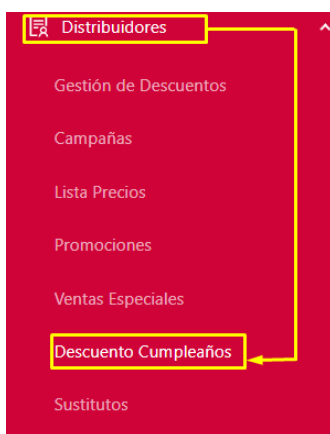 Distribuidores
Gestión de Descuentos
Campañas
Lista Precios
Promociones
Ventas Especiales
Descuento Cumpleaños
Sustitutos